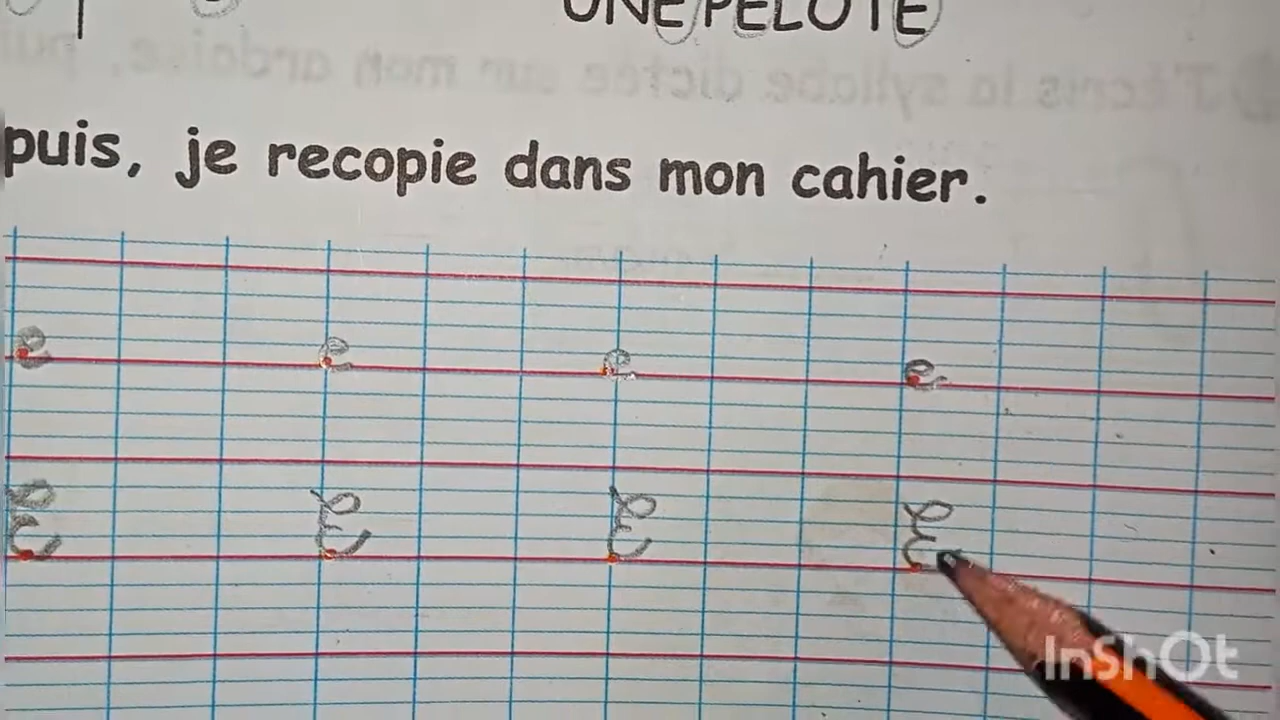 UNE PELOTE
puis, je recopie dans mon cahier.
e e e e
E E E E
InShOt